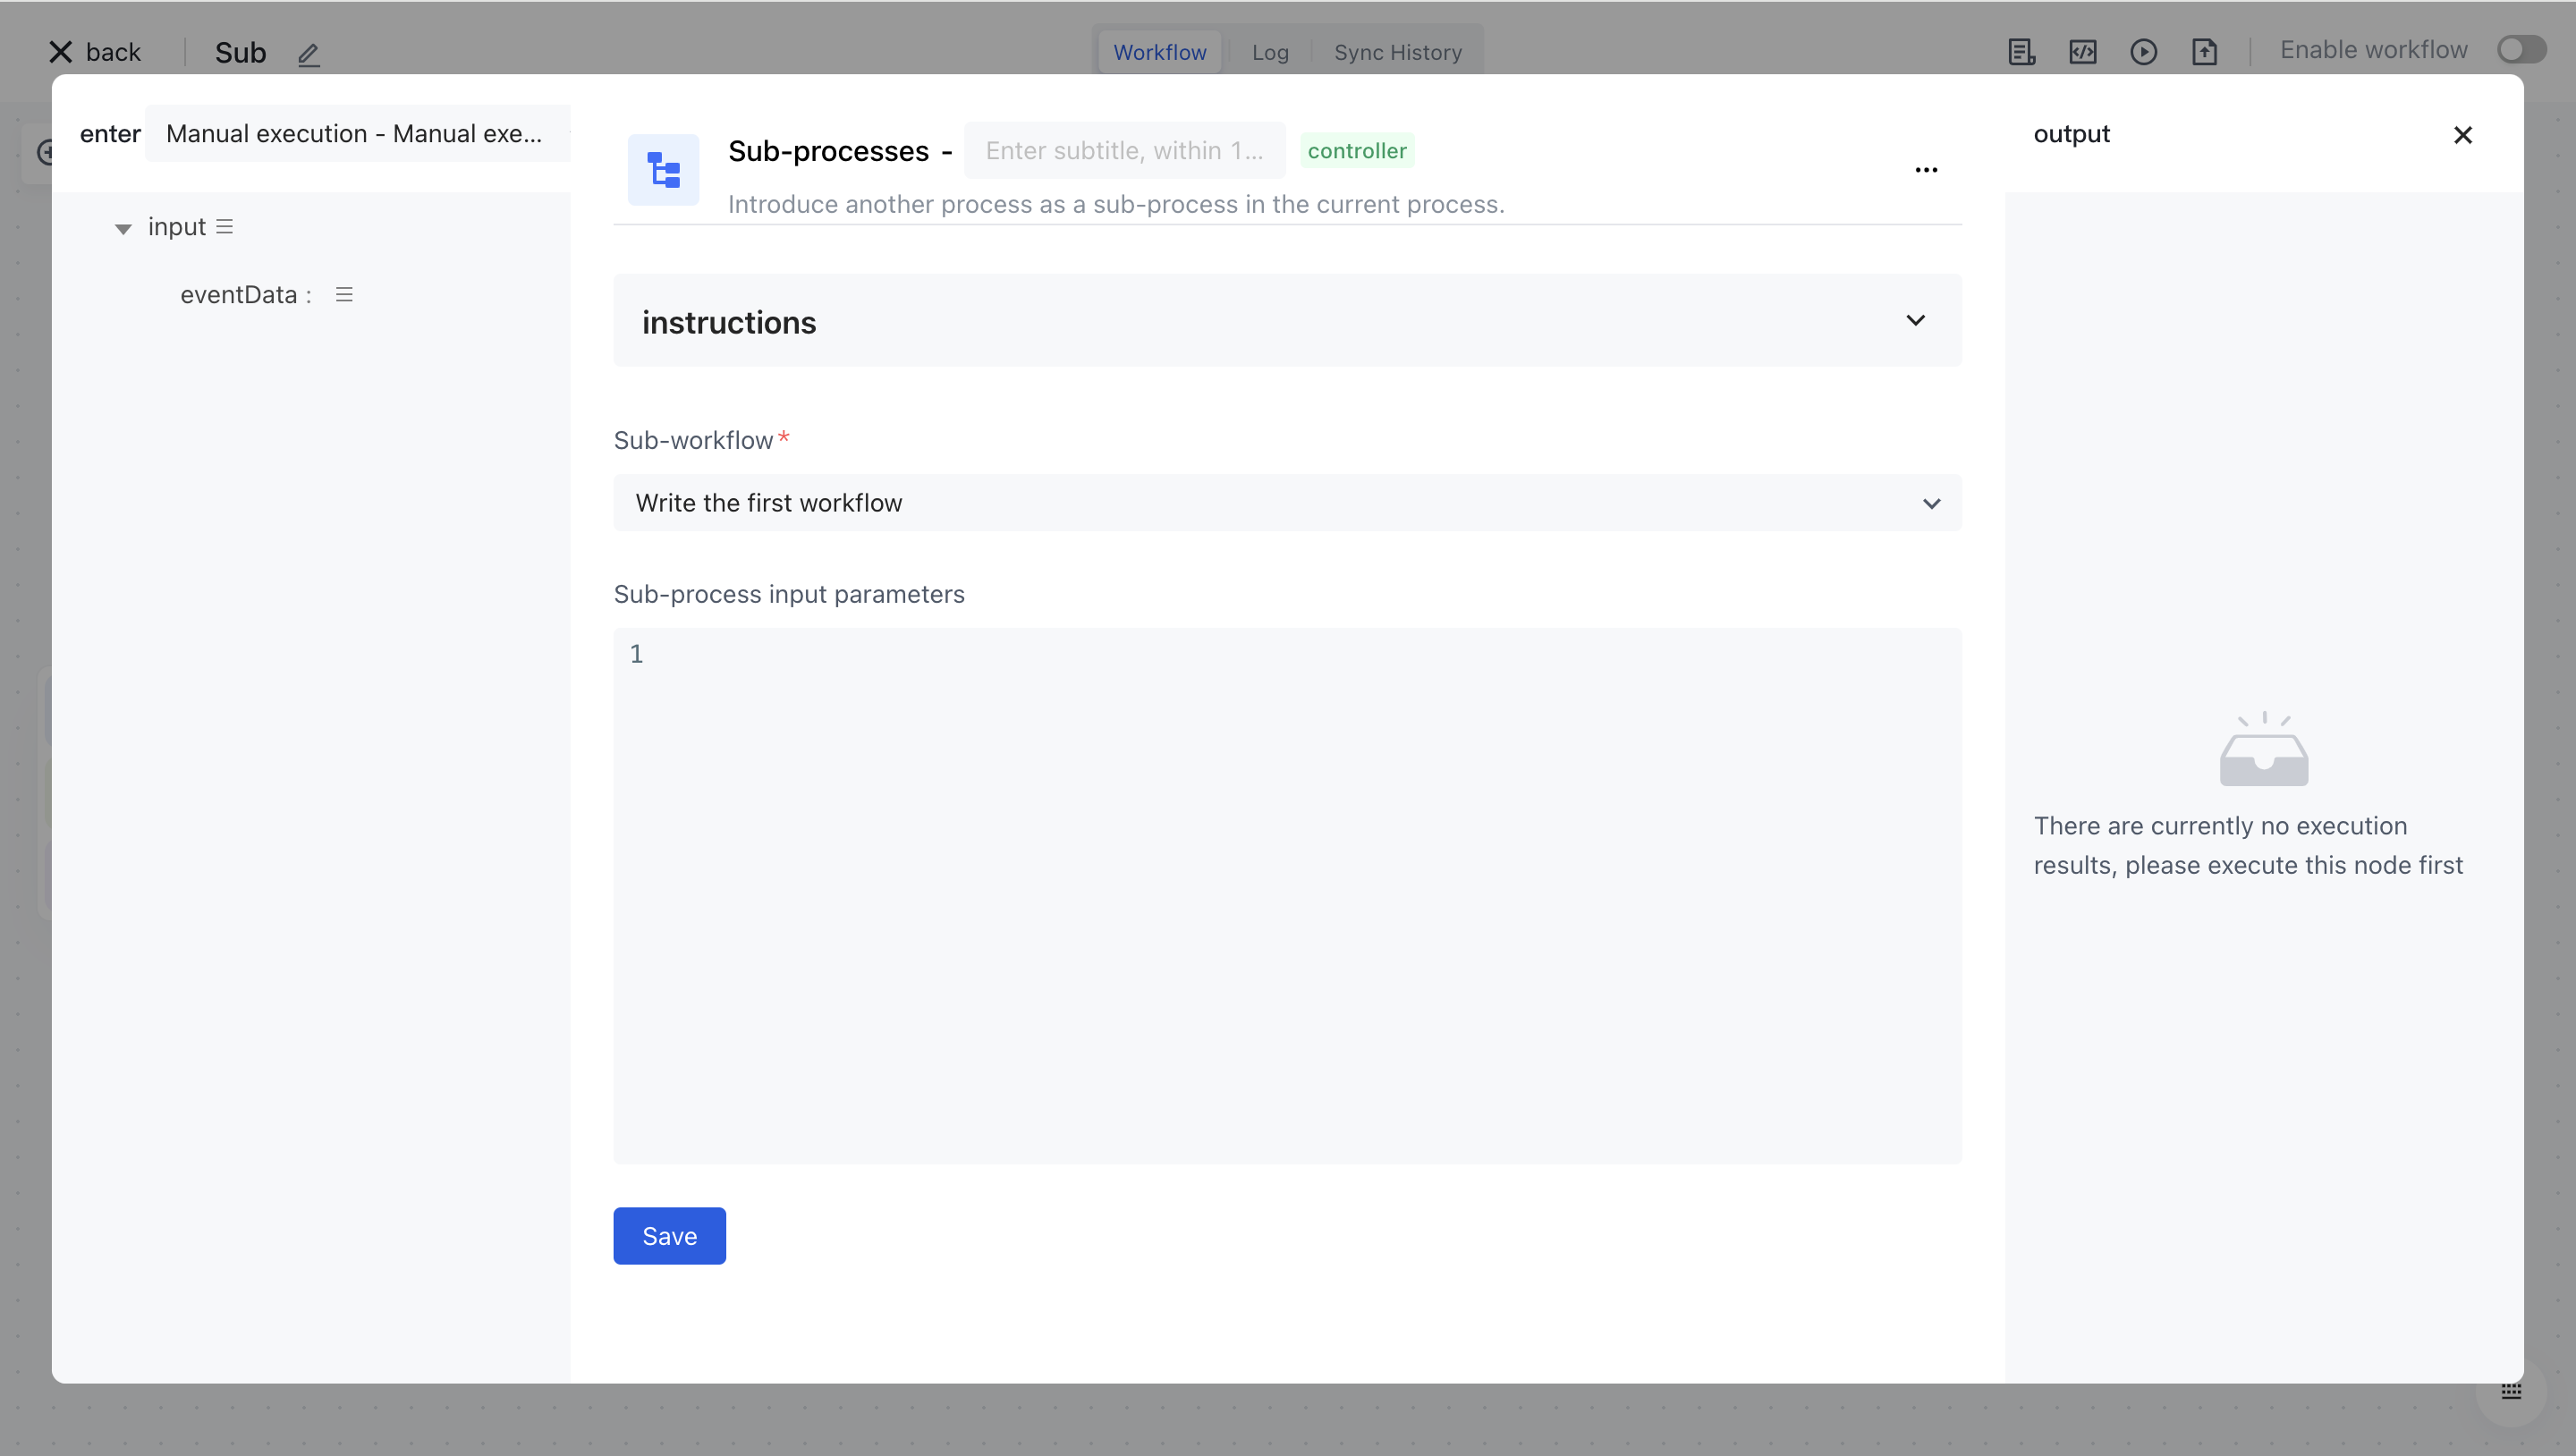 back
Sub
Workflow
Log
Sync History
Enable workflow
enter
Manual execution - Manual exe...
input
eventData :
Sub-processes -
Enter subtitle, within 1...
controller
Introduce another process as a sub-process in the current process.
instructions
Sub-workflow*
Write the first workflow
Sub-process input parameters
1
Save
output
There are currently no execution
results, please execute this node first